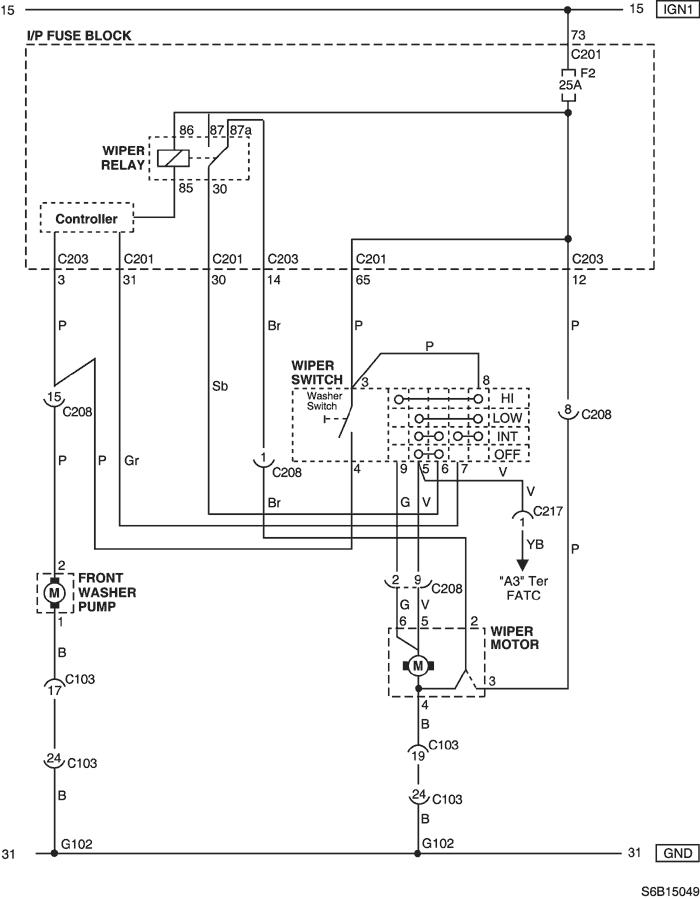 15 15 IGN1
I/P FUSE BLOCK 73
C201
F2
25A
86 87 87a
WIPER
RELAY
85 30
Controller
C203 C201 C201 C203 C201 C203
3 31 30 14 65 12
P Br P P
P
WIPER
SWITCH
3 8
Sb
Washer
Switch
HI
15
C208
8 C208
LOW
INT
OFF
P P Gr 1 4 9 5 6 7
C208
V
Br G V V
C217
1
YB
P
2
"A3" Ter
FATC
FRONT
WASHER
PUMP
M
2 9 C208
G V
1
6 5 2
WIPER
MOTOR
B
M
C103
17
3
4
B
C103
19
24 C103
24 C103
B B
G102 G102
31 31 GND
S6B15049